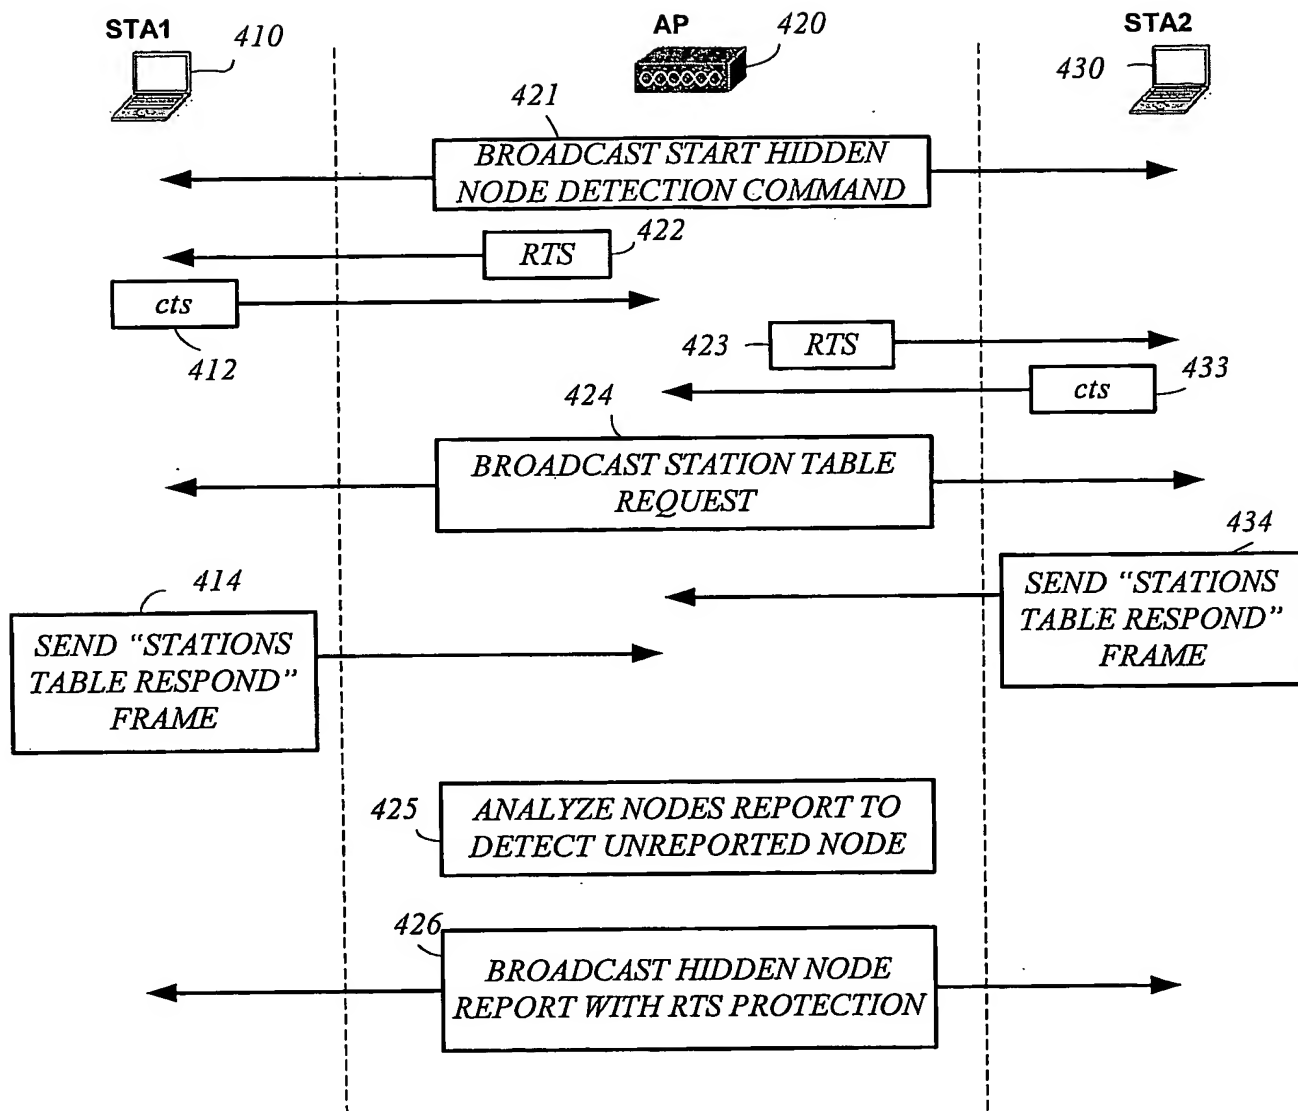 STA1
410
AP
420
STA2
430
421
BROADCAST START HIDDEN
NODE DETECTION COMMAND
RTS
422
cts
412
423
RTS
cts
433
424
BROADCAST STATION TABLE
REQUEST
434
SEND “STATIONS
TABLE RESPOND”
FRAME
414
SEND “STATIONS
TABLE RESPOND”
FRAME
425
ANALYZE NODES REPORT TO
DETECT UNREPORTED NODE
426
BROADCAST HIDDEN NODE
REPORT WITH RTS PROTECTION